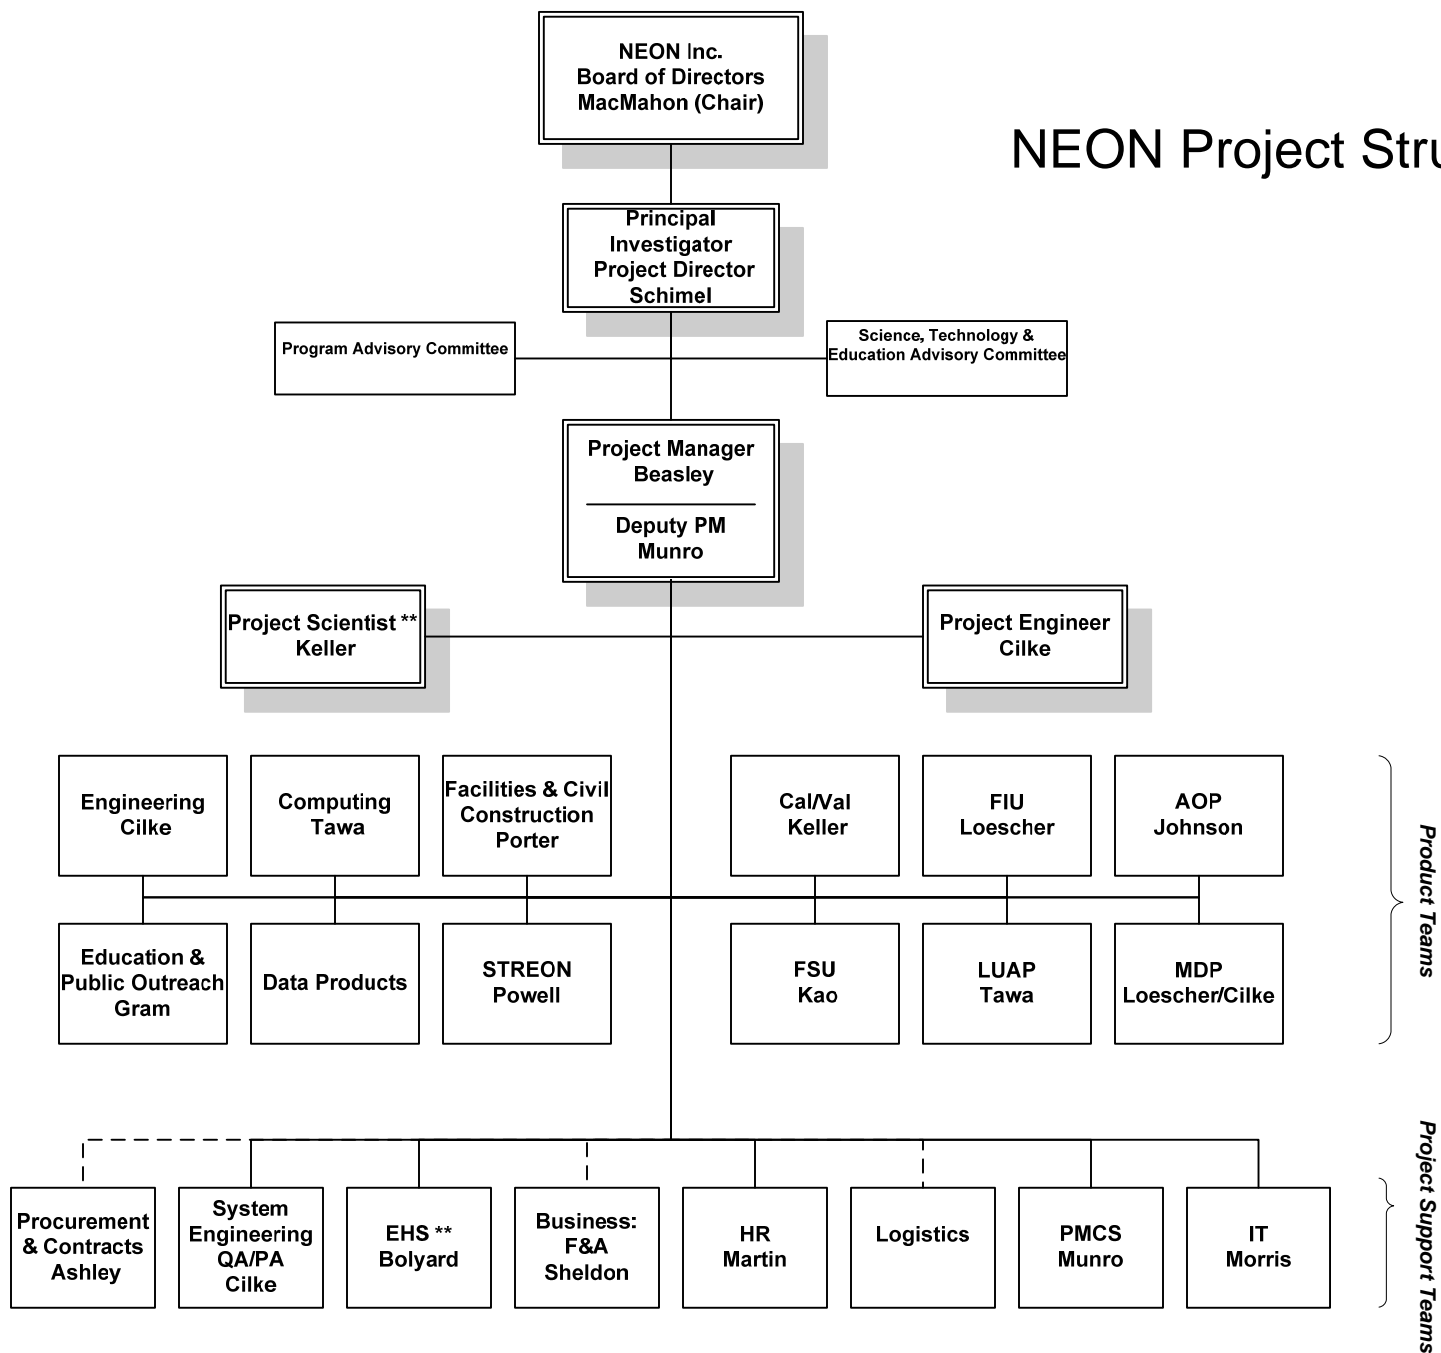 NEON Inc.
Board of Directors
MacMahon (Chair)
NEON Project Stru
Principal
Investigator
Project Director
Schimel
Program Advisory Committee
Science, Technology &
Education Advisory Committee
Project Manager
Beasley
Deputy PM
Munro
Project Scientist **
Keller
Project Engineer
Cilke
Engineering
Cilke
Computing
Tawa
Facilities & Civil
Construction
Porter
Cal/Val
Keller
FIU
Loescher
AOP
Johnson
Product Teams
Education &
Public Outreach
Gram
Data Products
STREON
Powell
FSU
Kao
LUAP
Tawa
MDP
Loescher/Cilke
Procurement
& Contracts
Ashley
System
Engineering
QA/PA
Cilke
EHS **
Bolyard
Business:
F&A
Sheldon
HR
Martin
Logistics
PMCS
Munro
IT
Morris
Project Support Teams